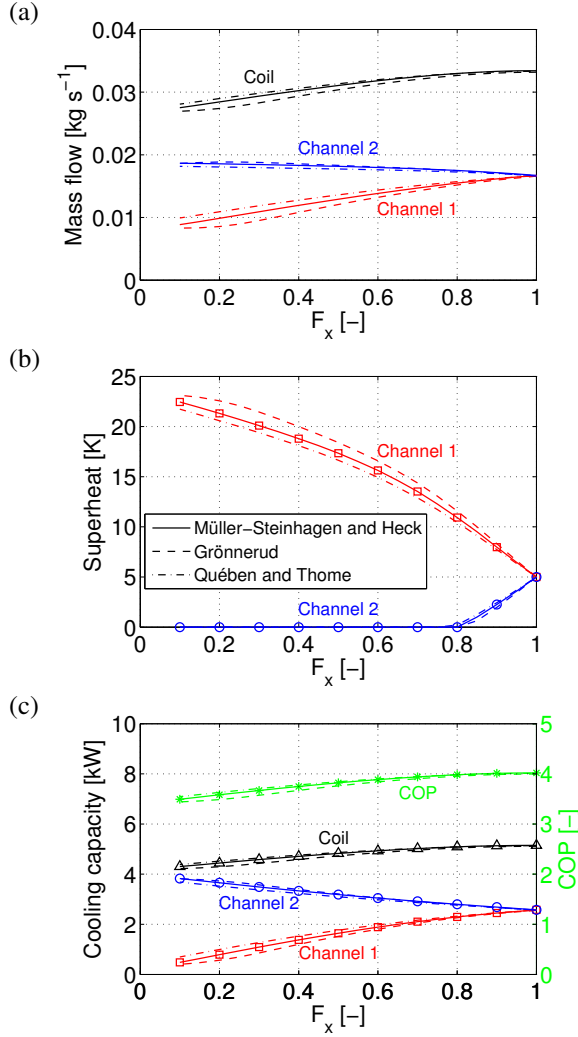 (a)
0.04
0.03
0.02
0.01
0
Mass flow [kg s⁻¹]
Coil
Channel 2
Channel 1
0 0.2 0.4 0.6 0.8 1
F_x [−]
(b)
25
20
15
10
5
0
Superheat [K]
Channel 1
Müller−Steinhagen and Heck
Grönnerud
Quében and Thome
Channel 2
0 0.2 0.4 0.6 0.8 1
F_x [−]
(c)
10
8
6
4
2
0
Cooling capacity [kW]
5
4
3
2
1
0
COP [−]
COP
Coil
Channel 2
Channel 1
0 0.2 0.4 0.6 0.8 1
F_x [−]